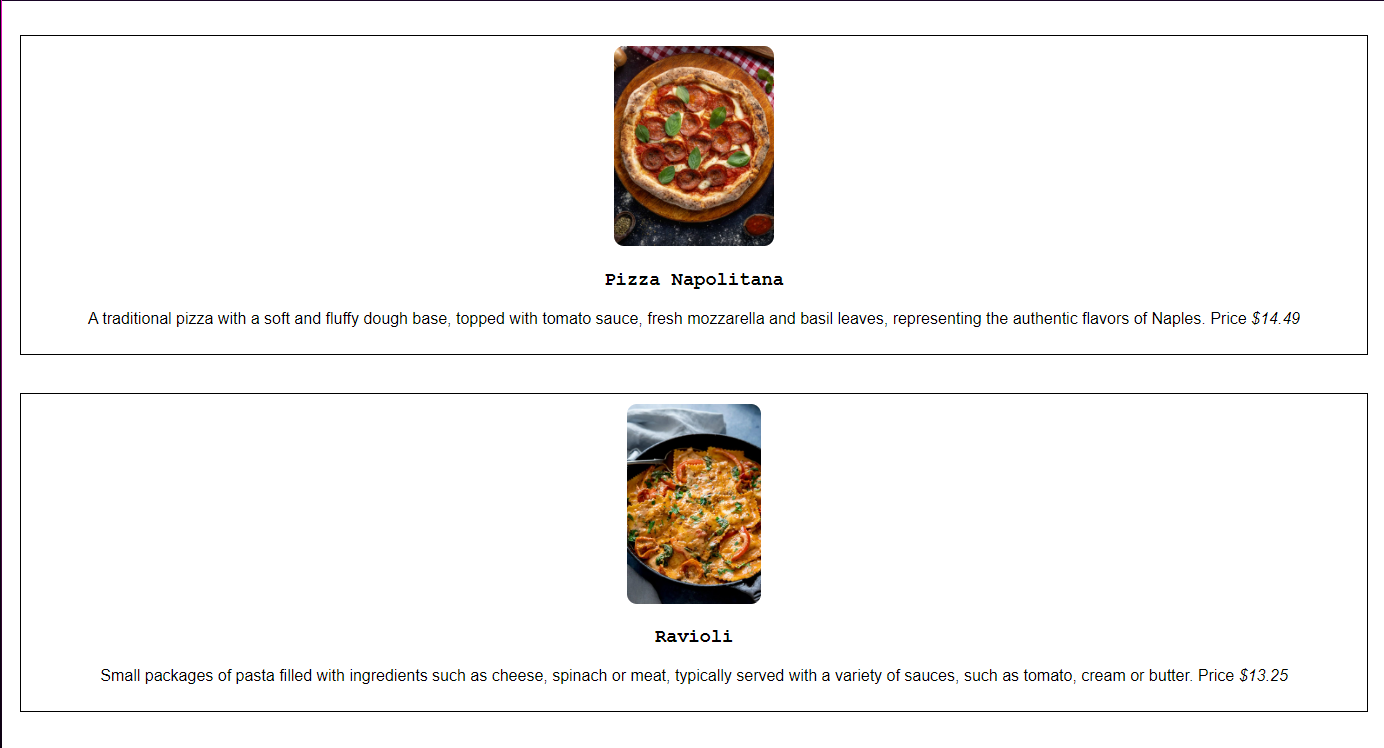 Pizza Napolitana
A traditional pizza with a soft and fluffy dough base, topped with tomato sauce, fresh mozzarella and basil leaves, representing the authentic flavors of Naples. Price $14.49
Ravioli
Small packages of pasta filled with ingredients such as cheese, spinach or meat, typically served with a variety of sauces, such as tomato, cream or butter. Price $13.25